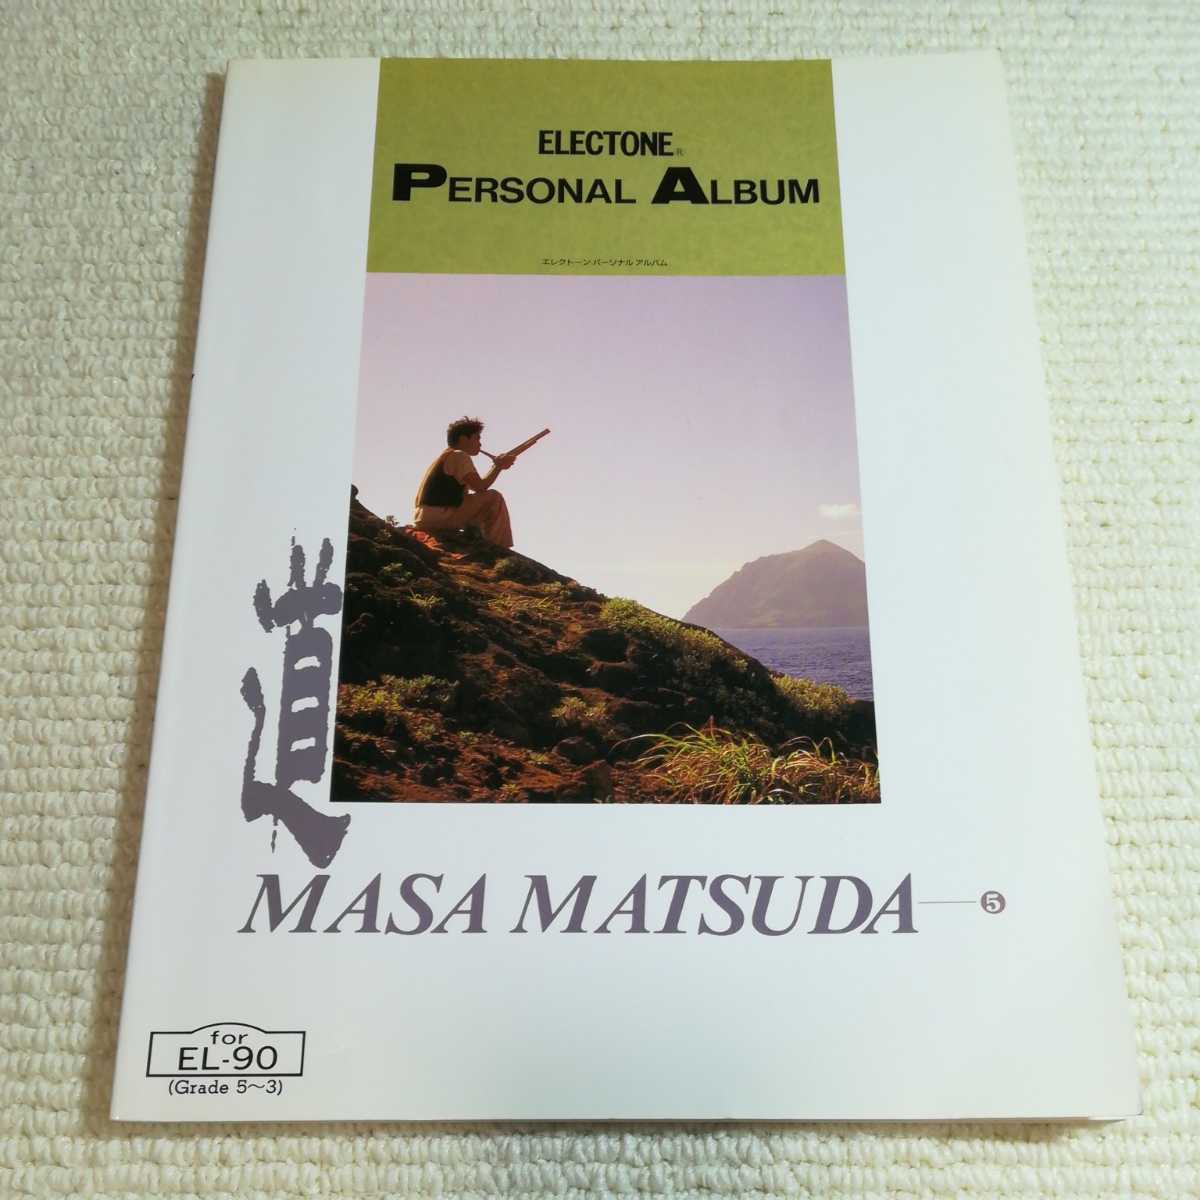 ELECTONE®
PERSONAL ALBUM
エレクトーン パーソナル アルバム
道
MASA MATSUDA—❺
for
EL-90
(Grade 5～3)